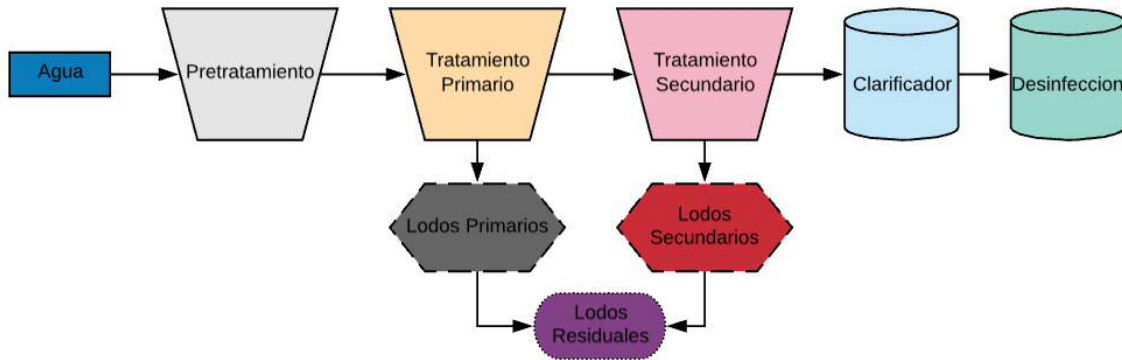 Agua
Pretratamiento
Tratamiento
Primario
Tratamiento
Secundario
Clarificador
Desinfeccion
Lodos Primarios
Lodos
Secundarios
Lodos
Residuales